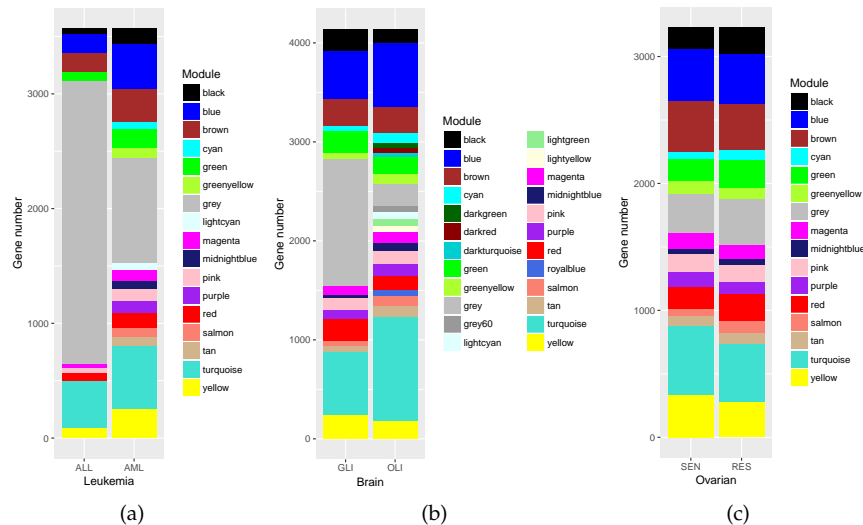 Gene number
3000
2000
1000
0
ALL AML
Leukemia
Module
black
blue
brown
cyan
green
greenyellow
grey
lightcyan
magenta
midnightblue
pink
purple
red
salmon
tan
turquoise
yellow
(a)
Gene number
4000
3000
2000
1000
0
GLI OLI
Brain
Module
black
blue
brown
cyan
darkgreen
darkred
darkturquoise
green
greenyellow
grey
grey60
lightcyan
lightgreen
lightyellow
magenta
midnightblue
pink
purple
red
royalblue
salmon
tan
turquoise
yellow
(b)
Gene number
3000
2000
1000
0
SEN RES
Ovarian
Module
black
blue
brown
cyan
green
greenyellow
grey
magenta
midnightblue
pink
purple
red
salmon
tan
turquoise
yellow
(c)